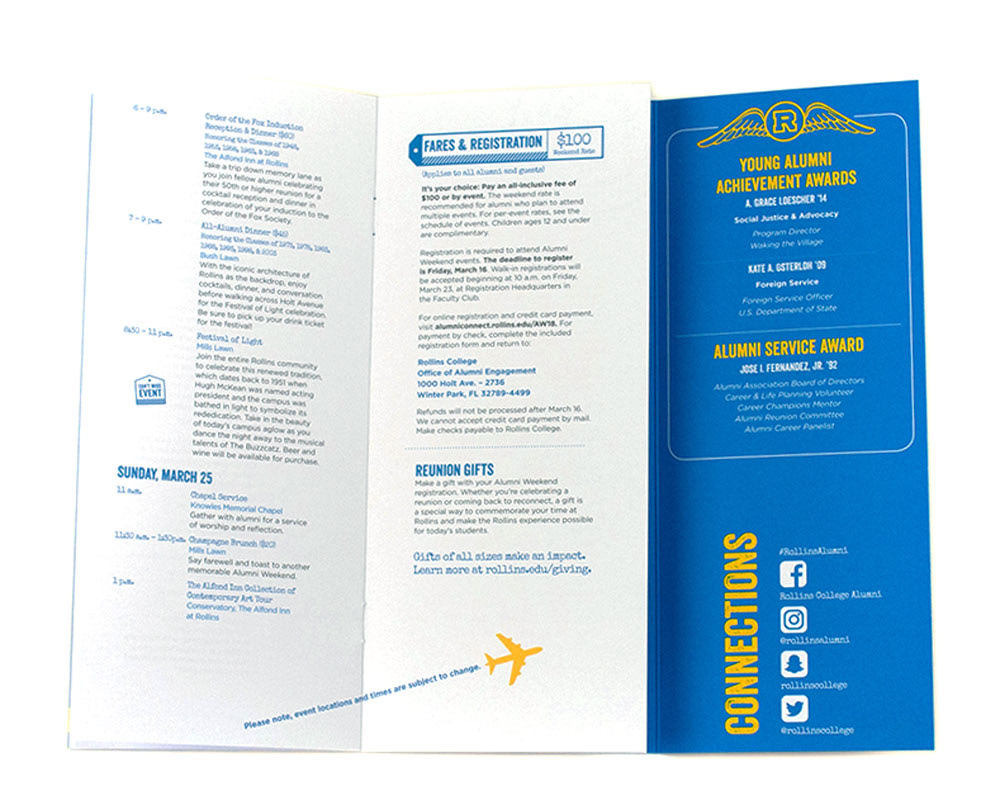 6 - 9 p.m.
Order of the Fox Induction
Reception & Dinner ($60)
Honoring the Classes of 1948,
1953, 1958, 1963, & 1968
The Alfond Inn at Rollins
Take a trip down memory lane as
you join fellow alumni celebrating
their 50th or higher reunion for a
cocktail reception and dinner in
celebration of your induction to the
Order of the Fox Society.
7 - 9 p.m.
All-Alumni Dinner ($45)
Honoring the Classes of 1973, 1978, 1983,
1988, 1993, 1998, & 2003
Bush Lawn
With the iconic architecture of
Rollins as the backdrop, enjoy
cocktails, dinner, and conversation
before walking across Holt Avenue
for the Festival of Light celebration.
Be sure to pick up your drink ticket
for the festival!
8:30 - 11 p.m.
Festival of Light
Mills Lawn
DON'T MISS
EVENT
Join the entire Rollins community
to celebrate this renewed tradition,
which dates back to 1951 when
Hugh McKean was named acting
president and the campus was
bathed in light to symbolize its
rededication. Take in the beauty
of today's campus aglow as you
dance the night away to the musical
talents of The Buzzcatz. Beer and
wine will be available for purchase.
SUNDAY, MARCH 25
11 a.m.
Chapel Service
Knowles Memorial Chapel
Gather with alumni for a service
of worship and reflection.
11:30 a.m. - 1:30p.m. Champagne Brunch ($20)
Mills Lawn
Say farewell and toast to another
memorable Alumni Weekend.
1 p.m.
The Alfond Inn Collection of
Contemporary Art Tour
Conservatory, The Alfond Inn
at Rollins
Please note, event locations and times are subject to change.
FARES & REGISTRATION
$100
Weekend Rate
(Applies to all alumni and guests)
It's your choice: Pay an all-inclusive fee of
$100 or by event. The weekend rate is
recommended for alumni who plan to attend
multiple events. For per-event rates, see the
schedule of events. Children ages 12 and under
are complimentary.
Registration is required to attend Alumni
Weekend events. The deadline to register
is Friday, March 16. Walk-in registrations will
be accepted beginning at 10 a.m. on Friday,
March 23, at Registration Headquarters in
the Faculty Club.
For online registration and credit card payment,
visit alumniconnect.rollins.edu/AW18. For
payment by check, complete the included
registration form and return to:
Rollins College
Office of Alumni Engagement
1000 Holt Ave. - 2736
Winter Park, FL 32789-4499
Refunds will not be processed after March 16.
We cannot accept credit card payment by mail.
Make checks payable to Rollins College.
REUNION GIFTS
Make a gift with your Alumni Weekend
registration. Whether you're celebrating a
reunion or coming back to reconnect, a gift is
a special way to commemorate your time at
Rollins and make the Rollins experience possible
for today's students.
Gifts of all sizes make an impact.
Learn more at rollins.edu/giving.
R
YOUNG ALUMNI
ACHIEVEMENT AWARDS
A. GRACE LOESCHER '14
Social Justice & Advocacy
Program Director
Waking the Village
KATE A. OSTERLOH '09
Foreign Service
Foreign Service Officer
U.S. Department of State
ALUMNI SERVICE AWARD
JOSE I. FERNANDEZ, JR. '92
Alumni Association Board of Directors
Career & Life Planning Volunteer
Career Champions Mentor
Alumni Reunion Committee
Alumni Career Panelist
CONNECTIONS
#RollinsAlumni
Rollins College Alumni
@rollinsalumni
rollinscollege
@rollinscollege